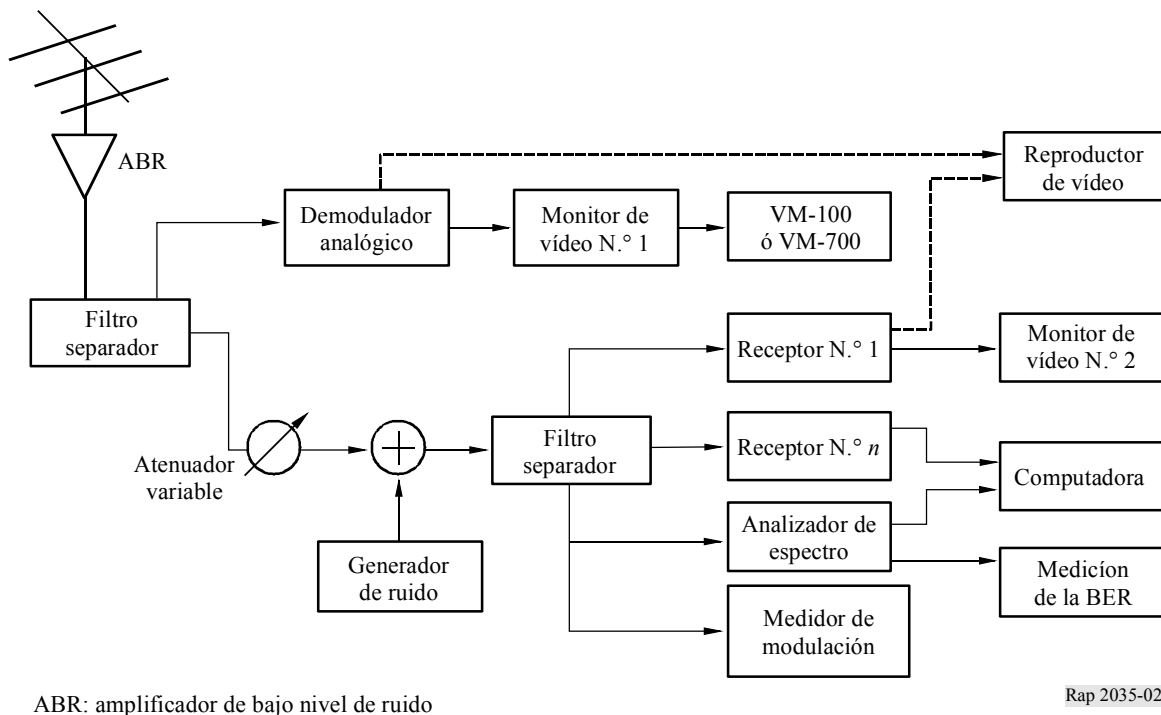 ABR
Demodulador
analógico
Monitor de
vídeo N.° 1
VM-100
ó VM-700
Reproductor
de vídeo
Filtro
separador
Receptor N.° 1
Monitor de
vídeo N.° 2
Atenuador
variable
Filtro
separador
Receptor N.° n
Computadora
Generador
de ruido
Analizador de
espectro
Medicíon
de la BER
Medidor de
modulación
ABR: amplificador de bajo nivel de ruido
Rap 2035-02